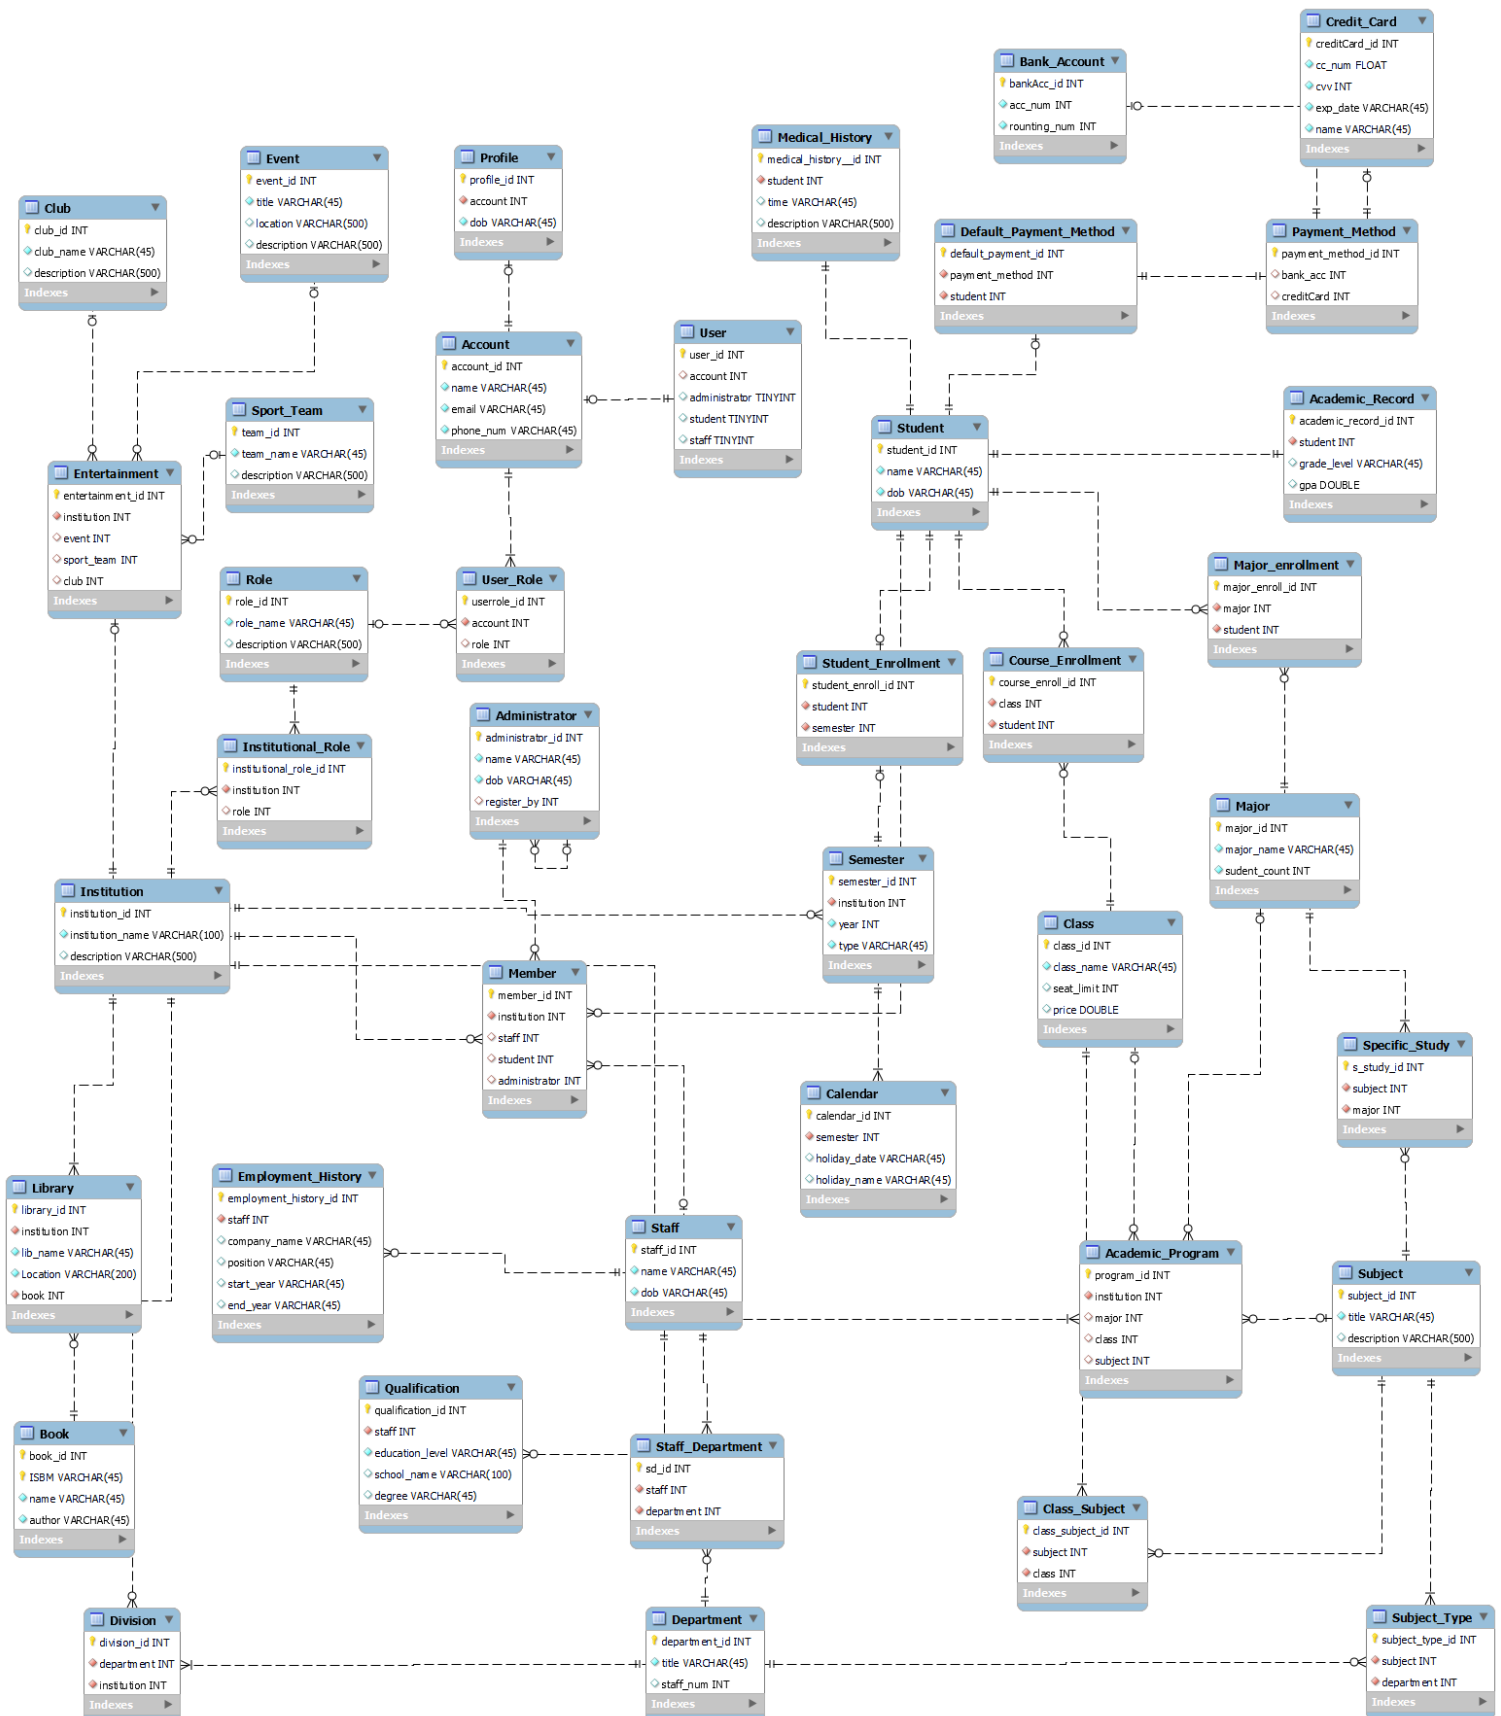 Credit_Card
creditCard_id INT
cc_num FLOAT
cvv INT
exp_date VARCHAR(45)
name VARCHAR(45)
Indexes
Bank_Account
bankAcc_id INT
acc_num INT
rounting_num INT
Indexes
Medical_History
medical_history__id INT
student INT
time VARCHAR(45)
description VARCHAR(500)
Indexes
Event
event_id INT
title VARCHAR(45)
location VARCHAR(500)
description VARCHAR(500)
Indexes
Profile
profile_id INT
account INT
dob VARCHAR(45)
Indexes
Club
club_id INT
club_name VARCHAR(45)
description VARCHAR(500)
Indexes
Default_Payment_Method
default_payment_id INT
payment_method INT
student INT
Indexes
Payment_Method
payment_method_id INT
bank_acc INT
creditCard INT
Indexes
Account
account_id INT
name VARCHAR(45)
email VARCHAR(45)
phone_num VARCHAR(45)
Indexes
User
user_id INT
account INT
administrator TINYINT
student TINYINT
staff TINYINT
Indexes
Sport_Team
team_id INT
team_name VARCHAR(45)
description VARCHAR(500)
Indexes
Student
student_id INT
name VARCHAR(45)
dob VARCHAR(45)
Indexes
Academic_Record
academic_record_id INT
student INT
grade_level VARCHAR(45)
gpa DOUBLE
Indexes
Entertainment
entertainment_id INT
institution INT
event INT
sport_team INT
club INT
Indexes
Role
role_id INT
role_name VARCHAR(45)
description VARCHAR(500)
Indexes
User_Role
userrole_id INT
account INT
role INT
Indexes
Major_enrollment
major_enroll_id INT
major INT
student INT
Indexes
Student_Enrollment
student_enroll_id INT
student INT
semester INT
Indexes
Course_Enrollment
course_enroll_id INT
class INT
student INT
Indexes
Institutional_Role
institutional_role_id INT
institution INT
role INT
Indexes
Administrator
administrator_id INT
name VARCHAR(45)
dob VARCHAR(45)
register_by INT
Indexes
Major
major_id INT
major_name VARCHAR(45)
sudent_count INT
Indexes
Semester
semester_id INT
institution INT
year INT
type VARCHAR(45)
Indexes
Institution
institution_id INT
institution_name VARCHAR(100)
description VARCHAR(500)
Indexes
Class
class_id INT
class_name VARCHAR(45)
seat_limit INT
price DOUBLE
Indexes
Member
member_id INT
institution INT
staff INT
student INT
administrator INT
Indexes
Specific_Study
s_study_id INT
subject INT
major INT
Indexes
Calendar
calendar_id INT
semester INT
holiday_date VARCHAR(45)
holiday_name VARCHAR(45)
Indexes
Library
library_id INT
institution INT
lib_name VARCHAR(45)
Location VARCHAR(200)
book INT
Indexes
Employment_History
employment_history_id INT
staff INT
company_name VARCHAR(45)
position VARCHAR(45)
start_year VARCHAR(45)
end_year VARCHAR(45)
Indexes
Staff
staff_id INT
name VARCHAR(45)
dob VARCHAR(45)
Indexes
Academic_Program
program_id INT
institution INT
major INT
class INT
subject INT
Indexes
Subject
subject_id INT
title VARCHAR(45)
description VARCHAR(500)
Indexes
Qualification
qualification_id INT
staff INT
education_level VARCHAR(45)
school_name VARCHAR(100)
degree VARCHAR(45)
Indexes
Book
book_id INT
ISBM VARCHAR(45)
name VARCHAR(45)
author VARCHAR(45)
Indexes
Staff_Department
sd_id INT
staff INT
department INT
Indexes
Class_Subject
class_subject_id INT
subject INT
class INT
Indexes
Division
division_id INT
department INT
institution INT
Indexes
Department
department_id INT
title VARCHAR(45)
staff_num INT
Indexes
Subject_Type
subject_type_id INT
subject INT
department INT
Indexes